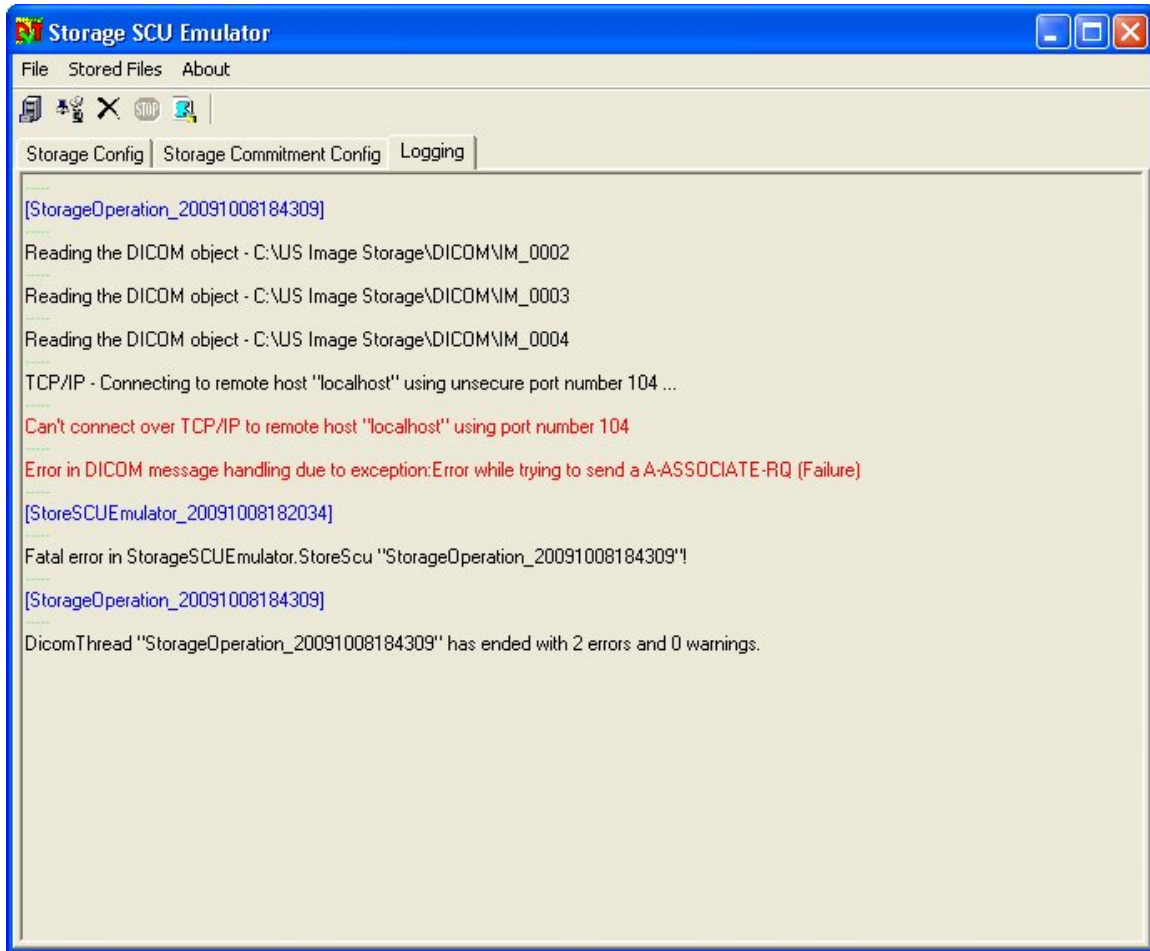 Storage SCU Emulator
File Stored Files About
STOP
Storage Config Storage Commitment Config Logging
-----
[StorageOperation_20091008184309]
-----
Reading the DICOM object - C:\US Image Storage\DICOM\IM_0002
-----
Reading the DICOM object - C:\US Image Storage\DICOM\IM_0003
-----
Reading the DICOM object - C:\US Image Storage\DICOM\IM_0004
-----
TCP/IP - Connecting to remote host "localhost" using unsecure port number 104 ...
-----
Can't connect over TCP/IP to remote host "localhost" using port number 104
-----
Error in DICOM message handling due to exception:Error while trying to send a A-ASSOCIATE-RQ (Failure)
-----
[StoreSCUEmulator_20091008182034]
-----
Fatal error in StorageSCUEmulator.StoreScu "StorageOperation_20091008184309"!
-----
[StorageOperation_20091008184309]
-----
DicomThread "StorageOperation_20091008184309" has ended with 2 errors and 0 warnings.